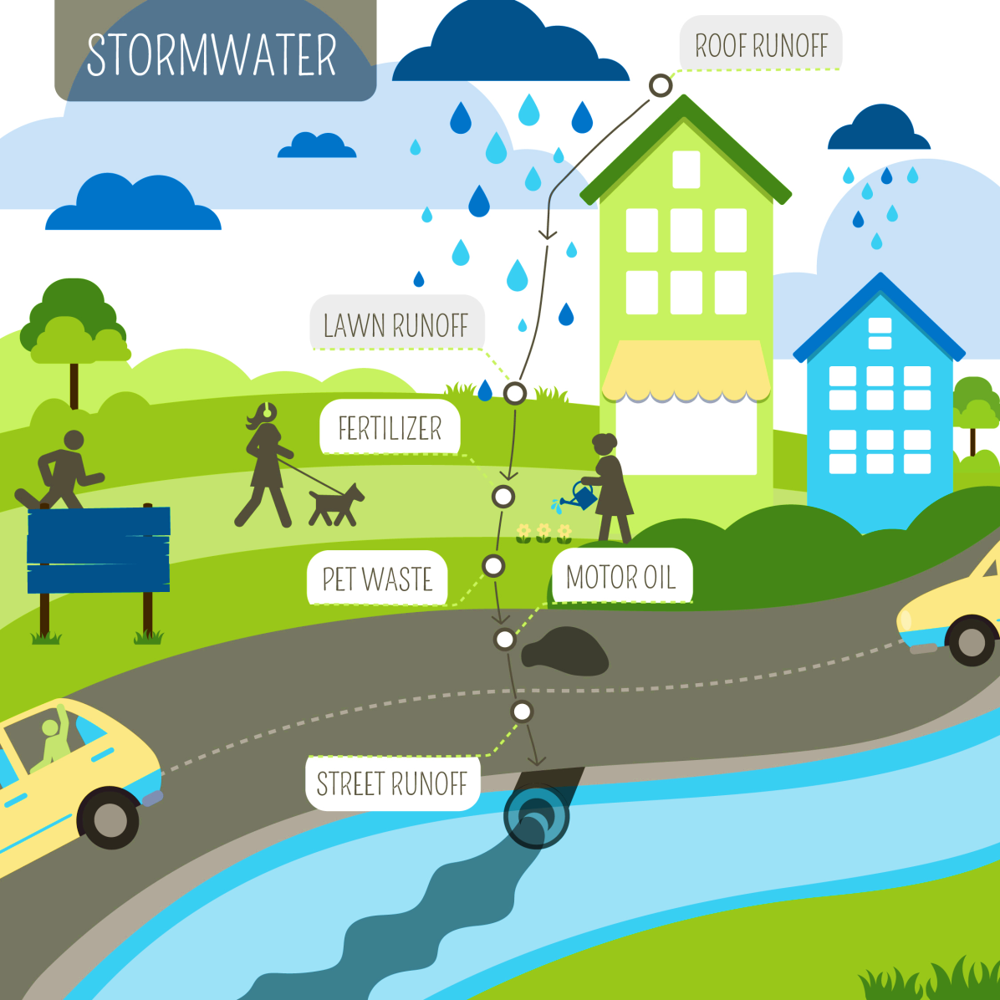 STORMWATER
ROOF RUNOFF
LAWN RUNOFF
FERTILIZER
PET WASTE
MOTOR OIL
STREET RUNOFF